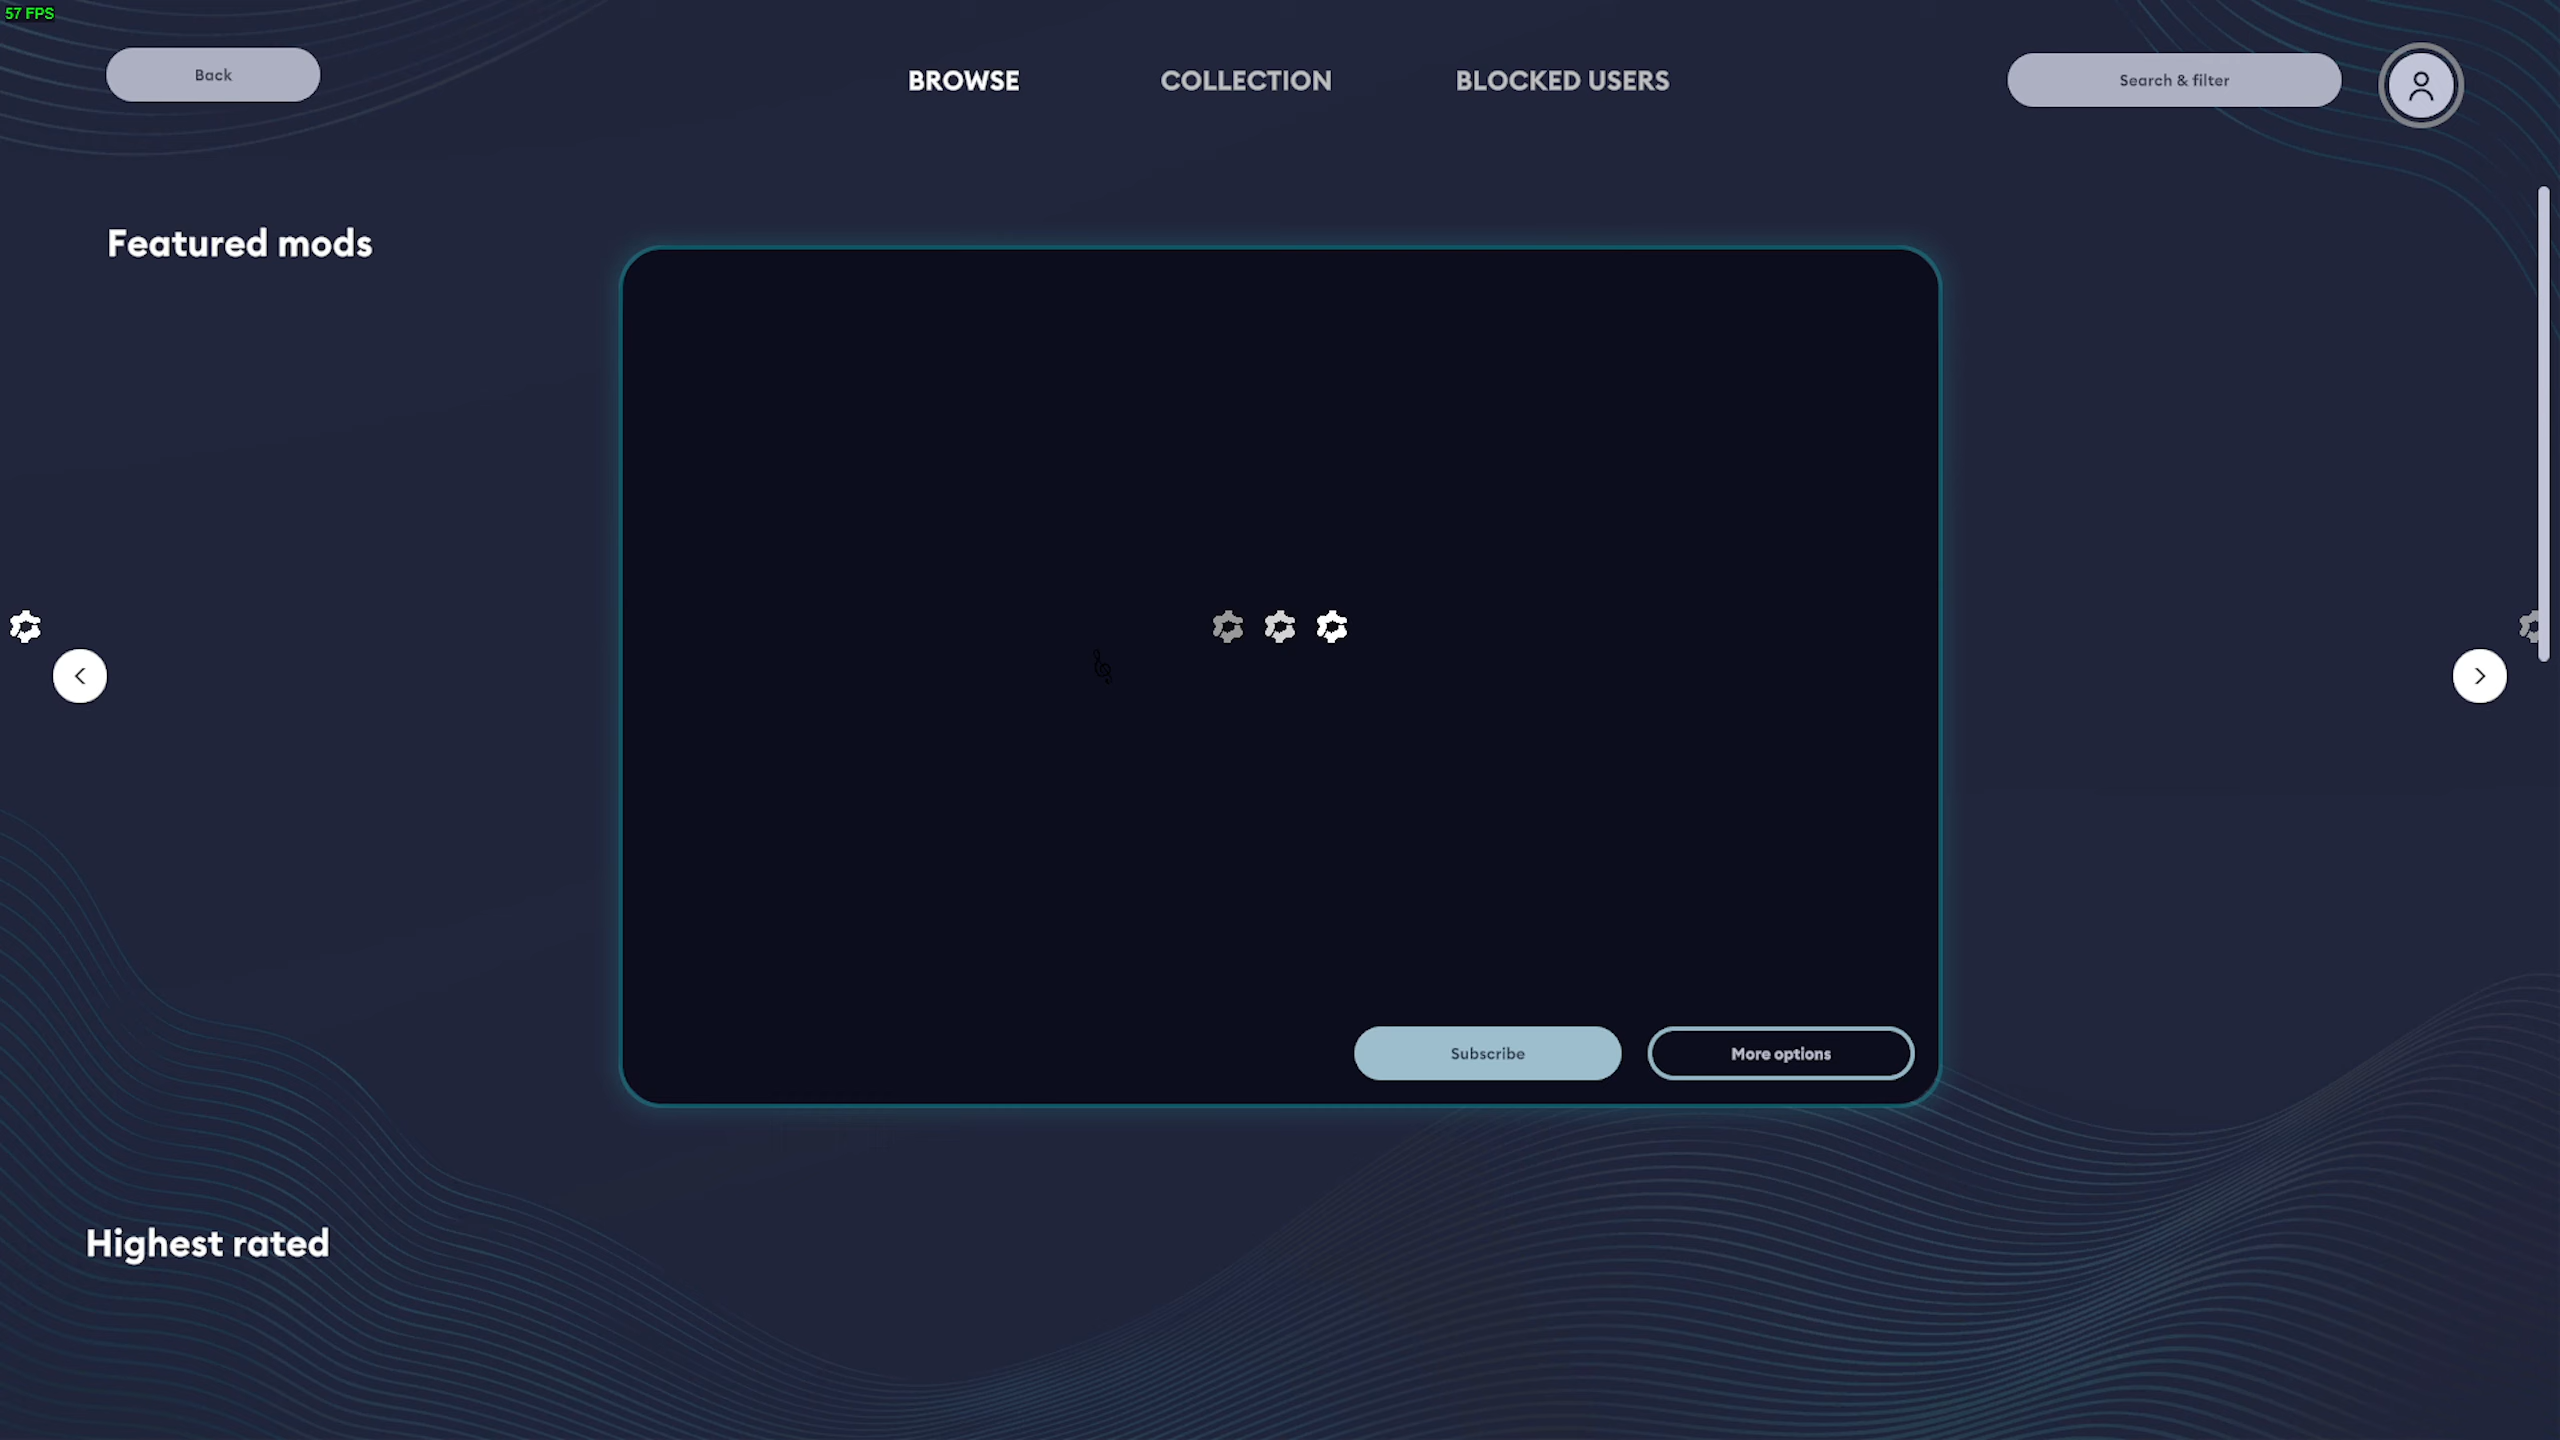 57 FPS
Back
BROWSE
COLLECTION
BLOCKED USERS
Search & filter
Featured mods
Subscribe
More options
Highest rated